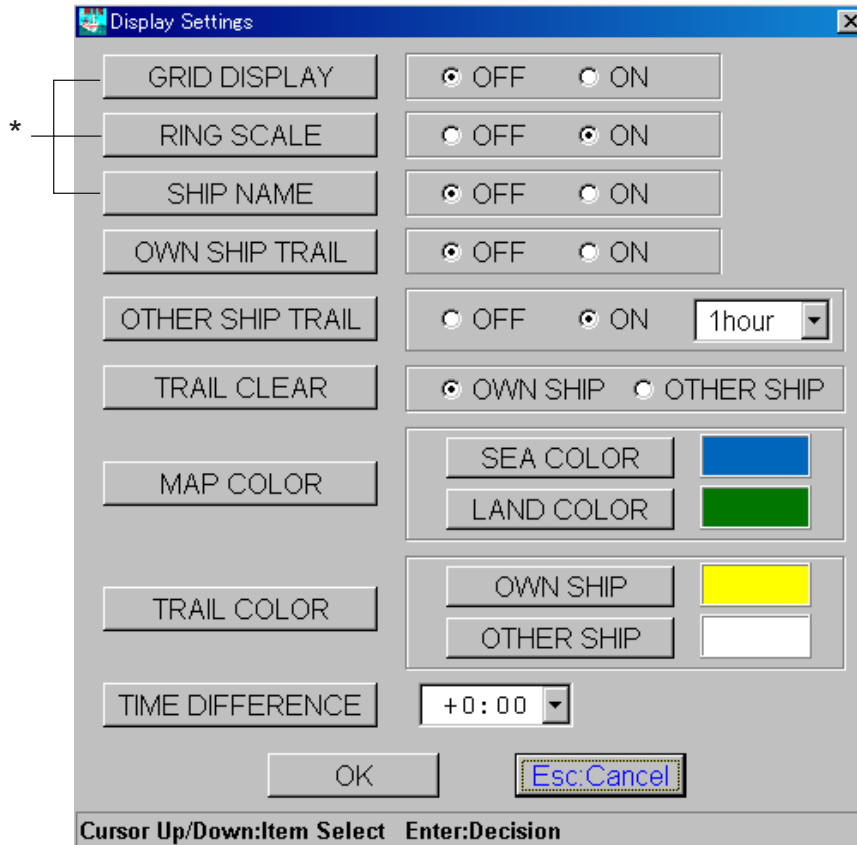 Display Settings
GRID DISPLAY OFF ON
* RING SCALE OFF ON
SHIP NAME OFF ON
OWN SHIP TRAIL OFF ON
OTHER SHIP TRAIL OFF ON 1hour
TRAIL CLEAR OWN SHIP OTHER SHIP
MAP COLOR
SEA COLOR
LAND COLOR
TRAIL COLOR
OWN SHIP
OTHER SHIP
TIME DIFFERENCE +0:00
OK Esc:Cancel
Cursor Up/Down:Item Select Enter:Decision